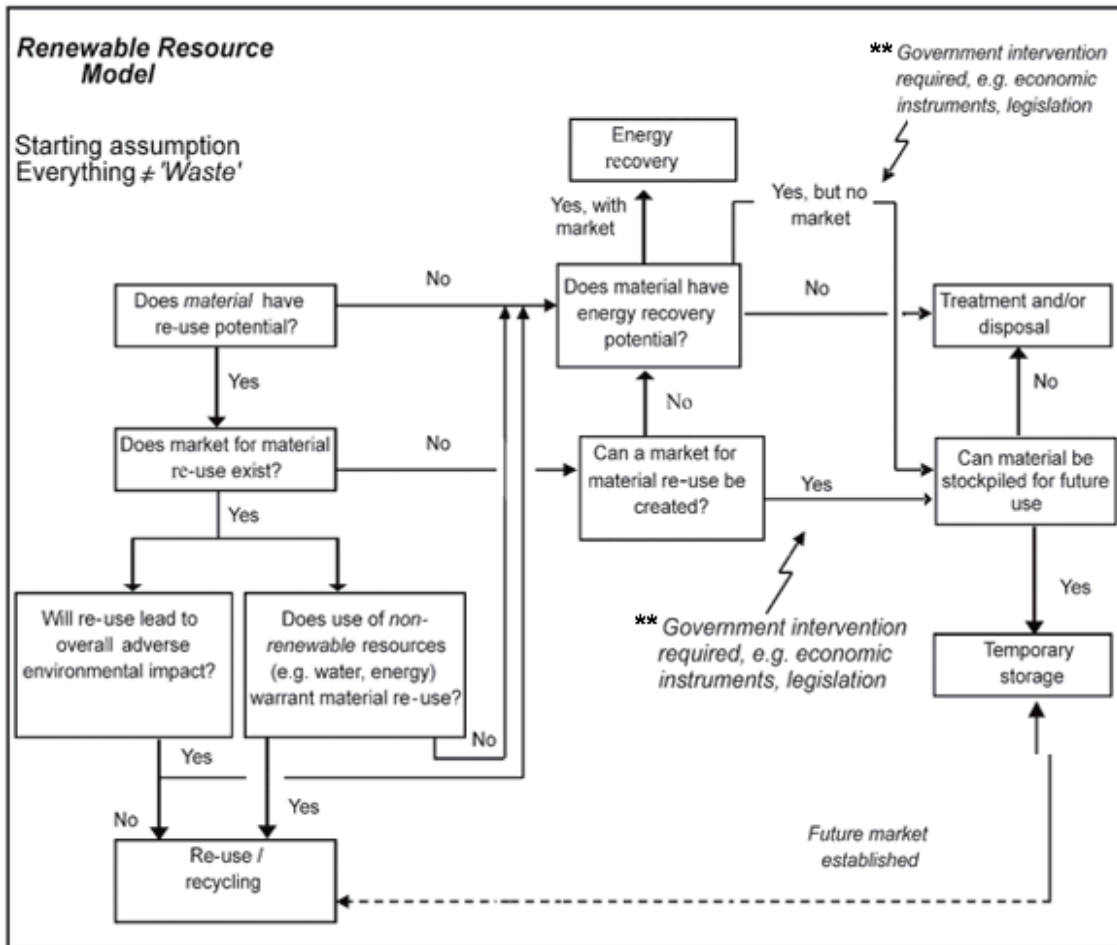 Renewable Resource
Model
** Government intervention
required, e.g. economic
instruments, legislation
Starting assumption
Everything ≠ 'Waste'
Energy
recovery
Yes, with
market
Yes, but no
market
No
Does material have
re-use potential?
Does material have
energy recovery
potential?
No
Treatment and/or
disposal
Yes
No
No
Does market for material
re-use exist?
No
Can a market for
material re-use be
created?
Yes
Can material be
stockpiled for future
use
Yes
Will re-use lead to
overall adverse
environmental impact?
Does use of non-
renewable resources
(e.g. water, energy)
warrant material re-use?
** Government intervention
required, e.g. economic
instruments, legislation
Yes
Temporary
storage
Yes
No
No
Yes
Re-use /
recycling
Future market
established